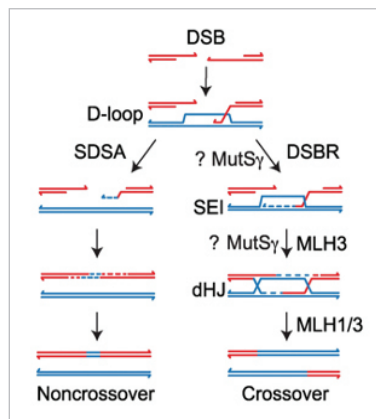 DSB
D-loop
SDSA
? MutSγ
DSBR
SEI
? MutSγ
MLH3
dHJ
MLH1/3
Noncrossover
Crossover